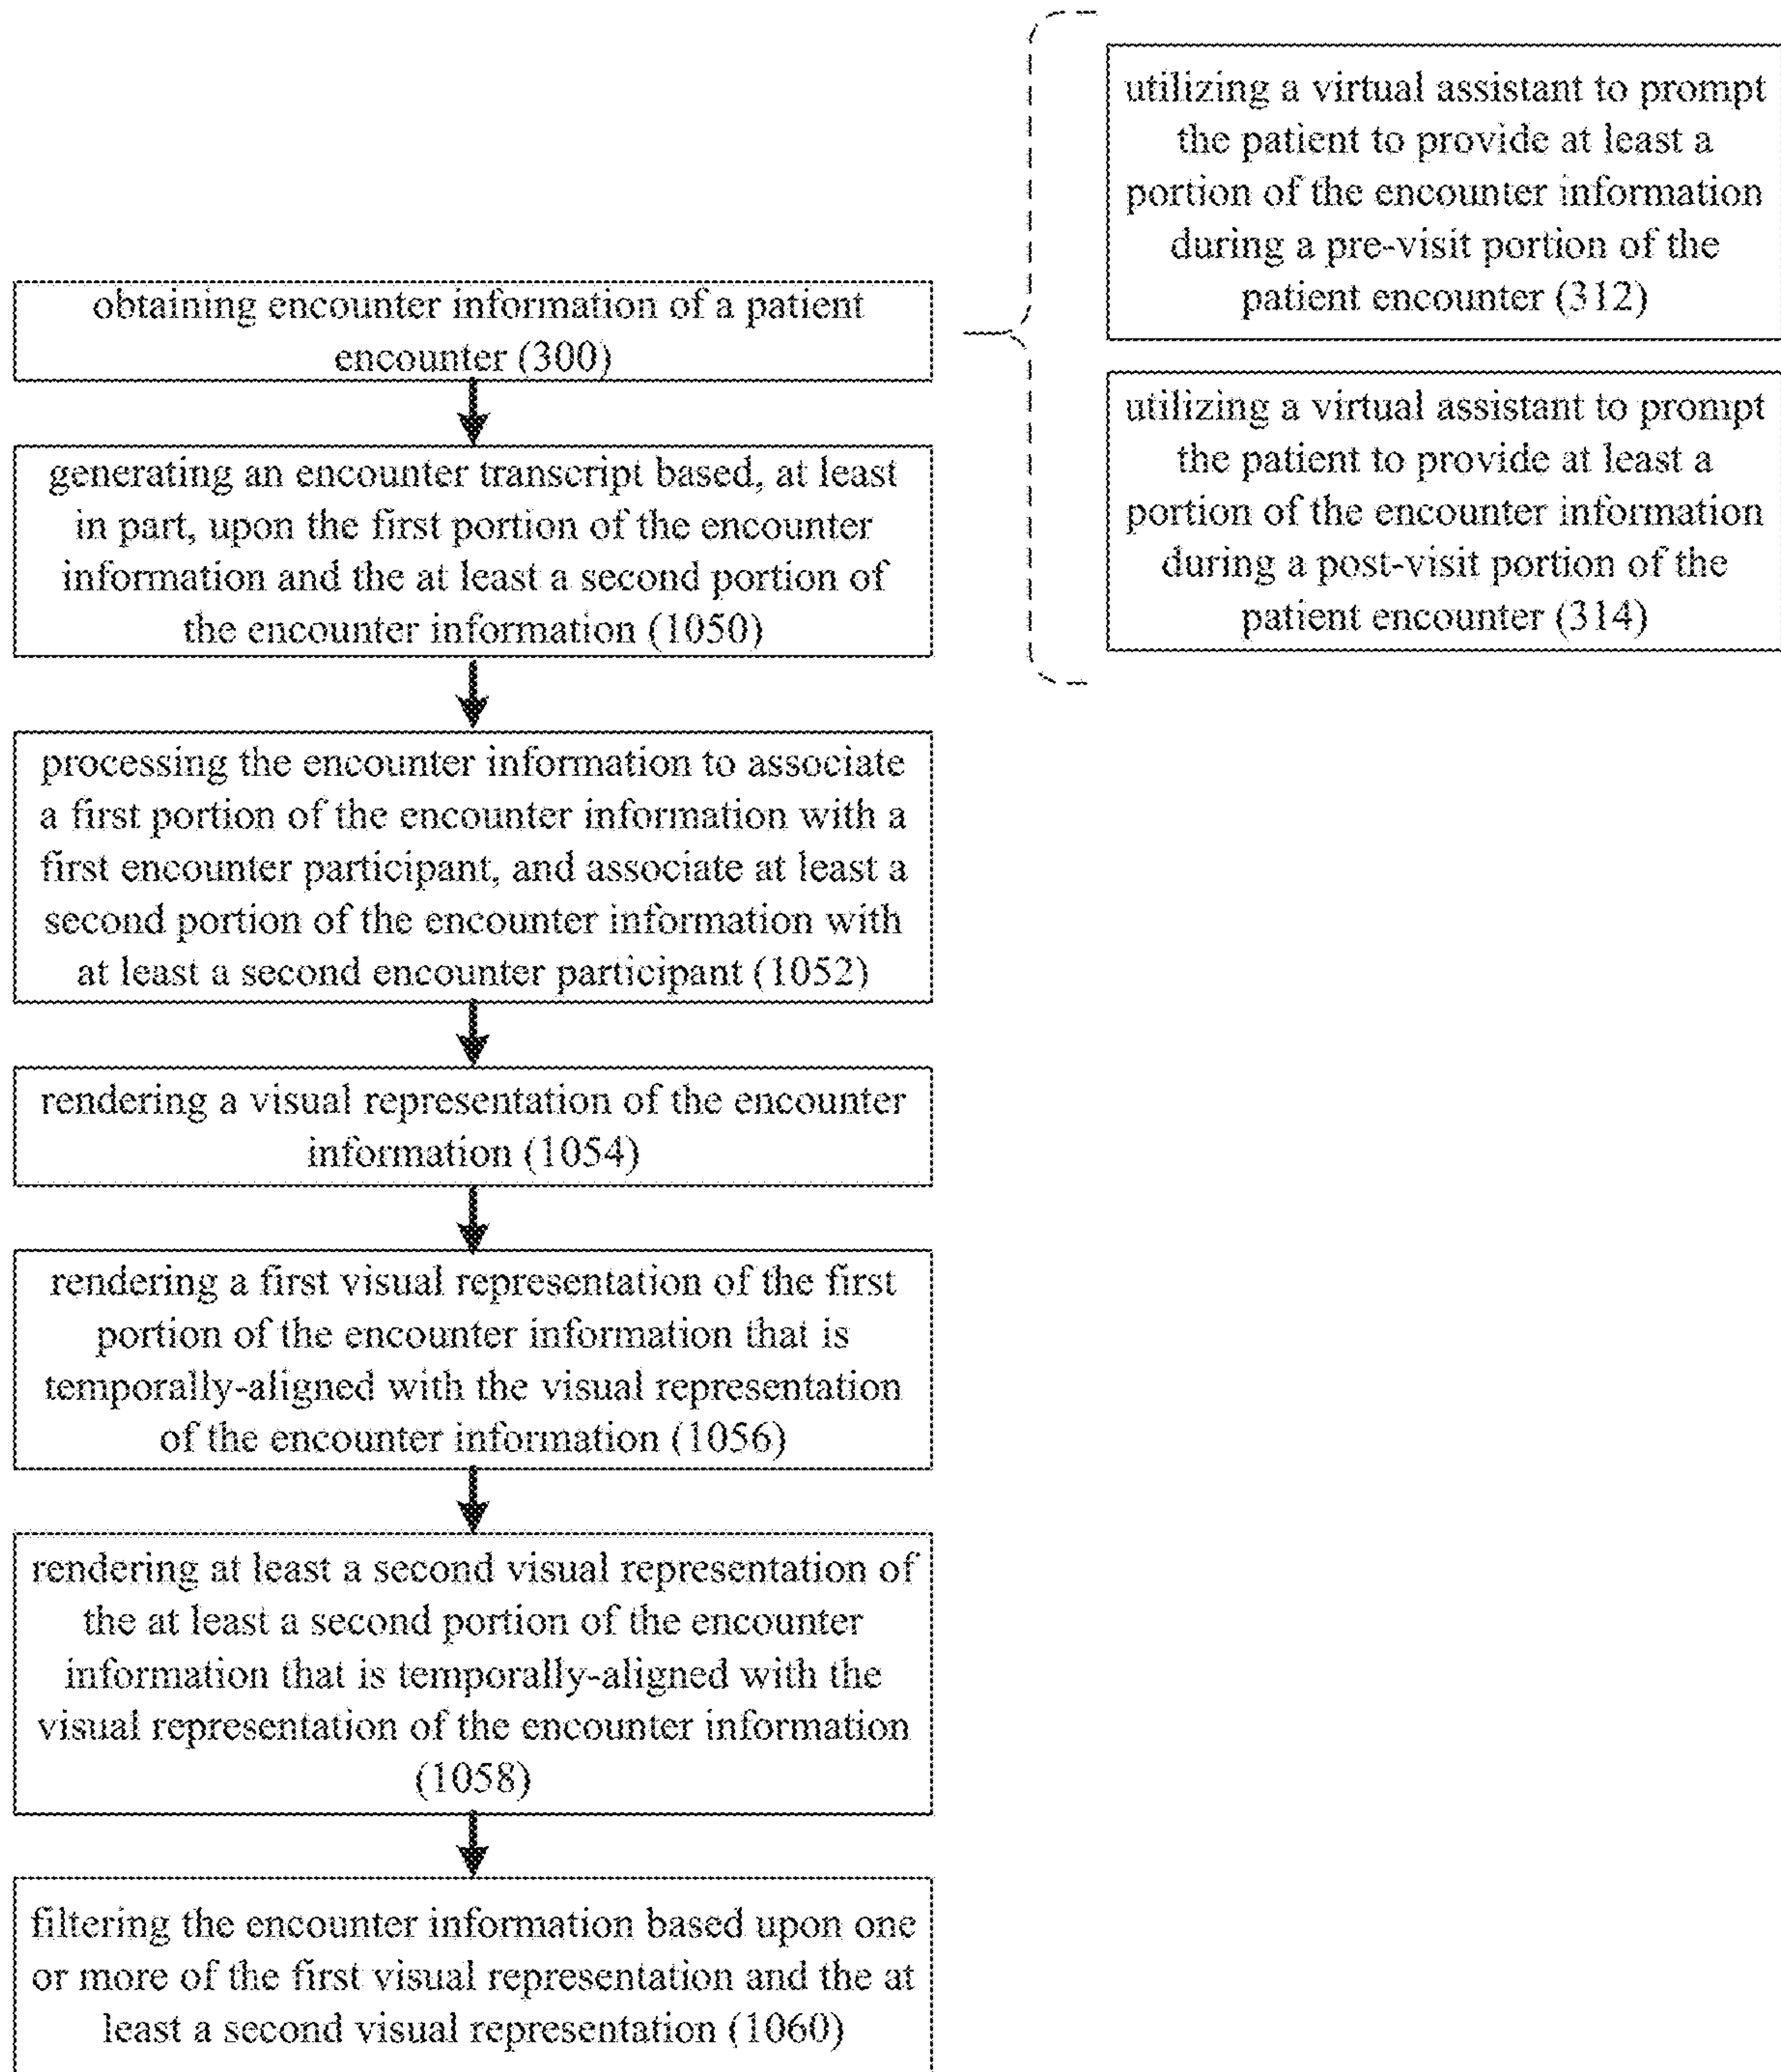 obtaining encounter information of a patient
encounter (300)
generating an encounter transcript based, at least
in part, upon the first portion of the encounter
information and the at least a second portion of
the encounter information (1050)
processing the encounter information to associate
a first portion of the encounter information with a
first encounter participant, and associate at least a
second portion of the encounter information with
at least a second encounter participant (1052)
rendering a visual representation of the encounter
information (1054)
rendering a first visual representation of the first
portion of the encounter information that is
temporally-aligned with the visual representation
of the encounter information (1056)
rendering at least a second visual representation of
the at least a second portion of the encounter
information that is temporally-aligned with the
visual representation of the encounter information
(1058)
filtering the encounter information based upon one
or more of the first visual representation and the at
least a second visual representation (1060)
utilizing a virtual assistant to prompt
the patient to provide at least a
portion of the encounter information
during a pre-visit portion of the
patient encounter (312)
utilizing a virtual assistant to prompt
the patient to provide at least a
portion of the encounter information
during a post-visit portion of the
patient encounter (314)